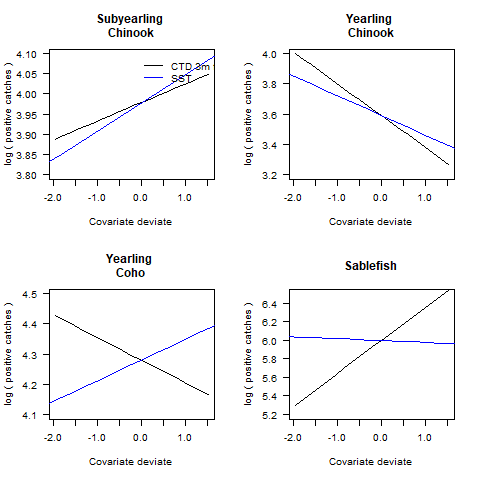 Subyearling
Chinook
4.10
4.05
4.00
3.95
3.90
3.85
3.80
CTD 3m
SST
-2.0
-1.0
0.0
1.0
Covariate deviate
log ( positive catches )
Yearling
Chinook
4.0
3.8
3.6
3.4
3.2
-2.0
-1.0
0.0
1.0
Covariate deviate
log ( positive catches )
Yearling
Coho
4.5
4.4
4.3
4.2
4.1
-2.0
-1.0
0.0
1.0
Covariate deviate
log ( positive catches )
Sablefish
6.4
6.2
6.0
5.8
5.6
5.4
5.2
-2.0
-1.0
0.0
1.0
Covariate deviate
log ( positive catches )